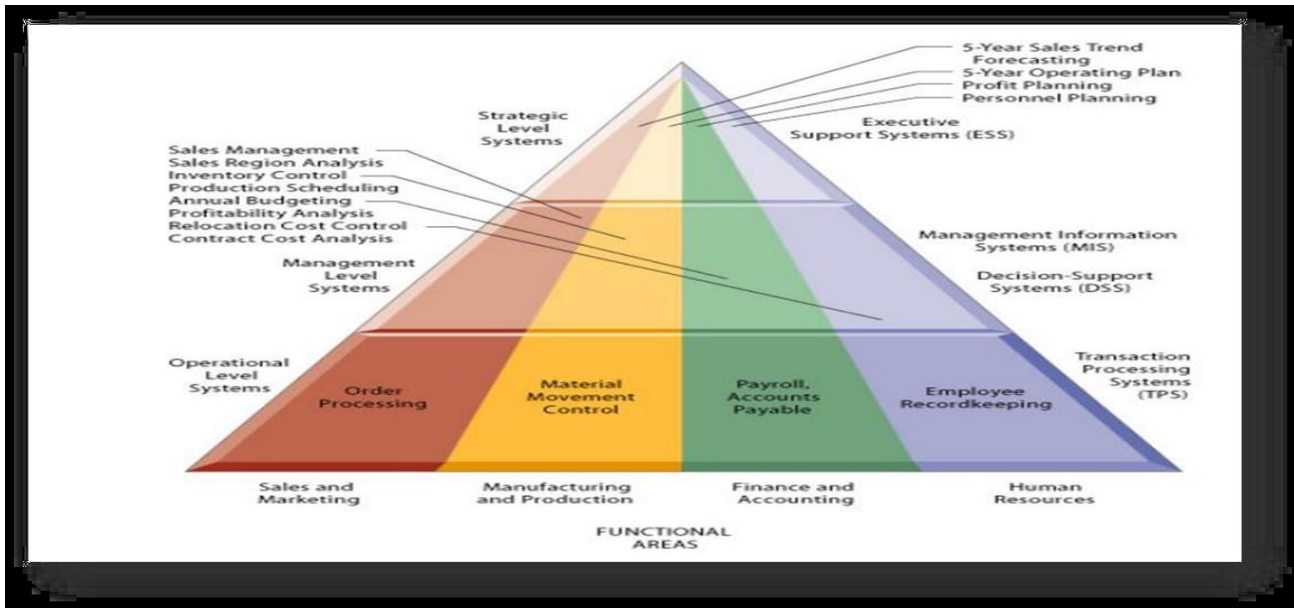 5-Year Sales Trend
Forecasting
5-Year Operating Plan
Profit Planning
Personnel Planning
Strategic
Level
Systems
Executive
Support Systems (ESS)
Sales Management
Sales Region Analysis
Inventory Control
Production Scheduling
Annual Budgeting
Profitability Analysis
Relocation Cost Control
Contract Cost Analysis
Management
Level
Systems
Management Information
Systems (MIS)
Decision-Support
Systems (DSS)
Operational
Level
Systems
Order
Processing
Material
Movement
Control
Payroll,
Accounts
Payable
Employee
Recordkeeping
Transaction
Processing
Systems
(TPS)
Sales and
Marketing
Manufacturing
and Production
Finance and
Accounting
Human
Resources
FUNCTIONAL
AREAS